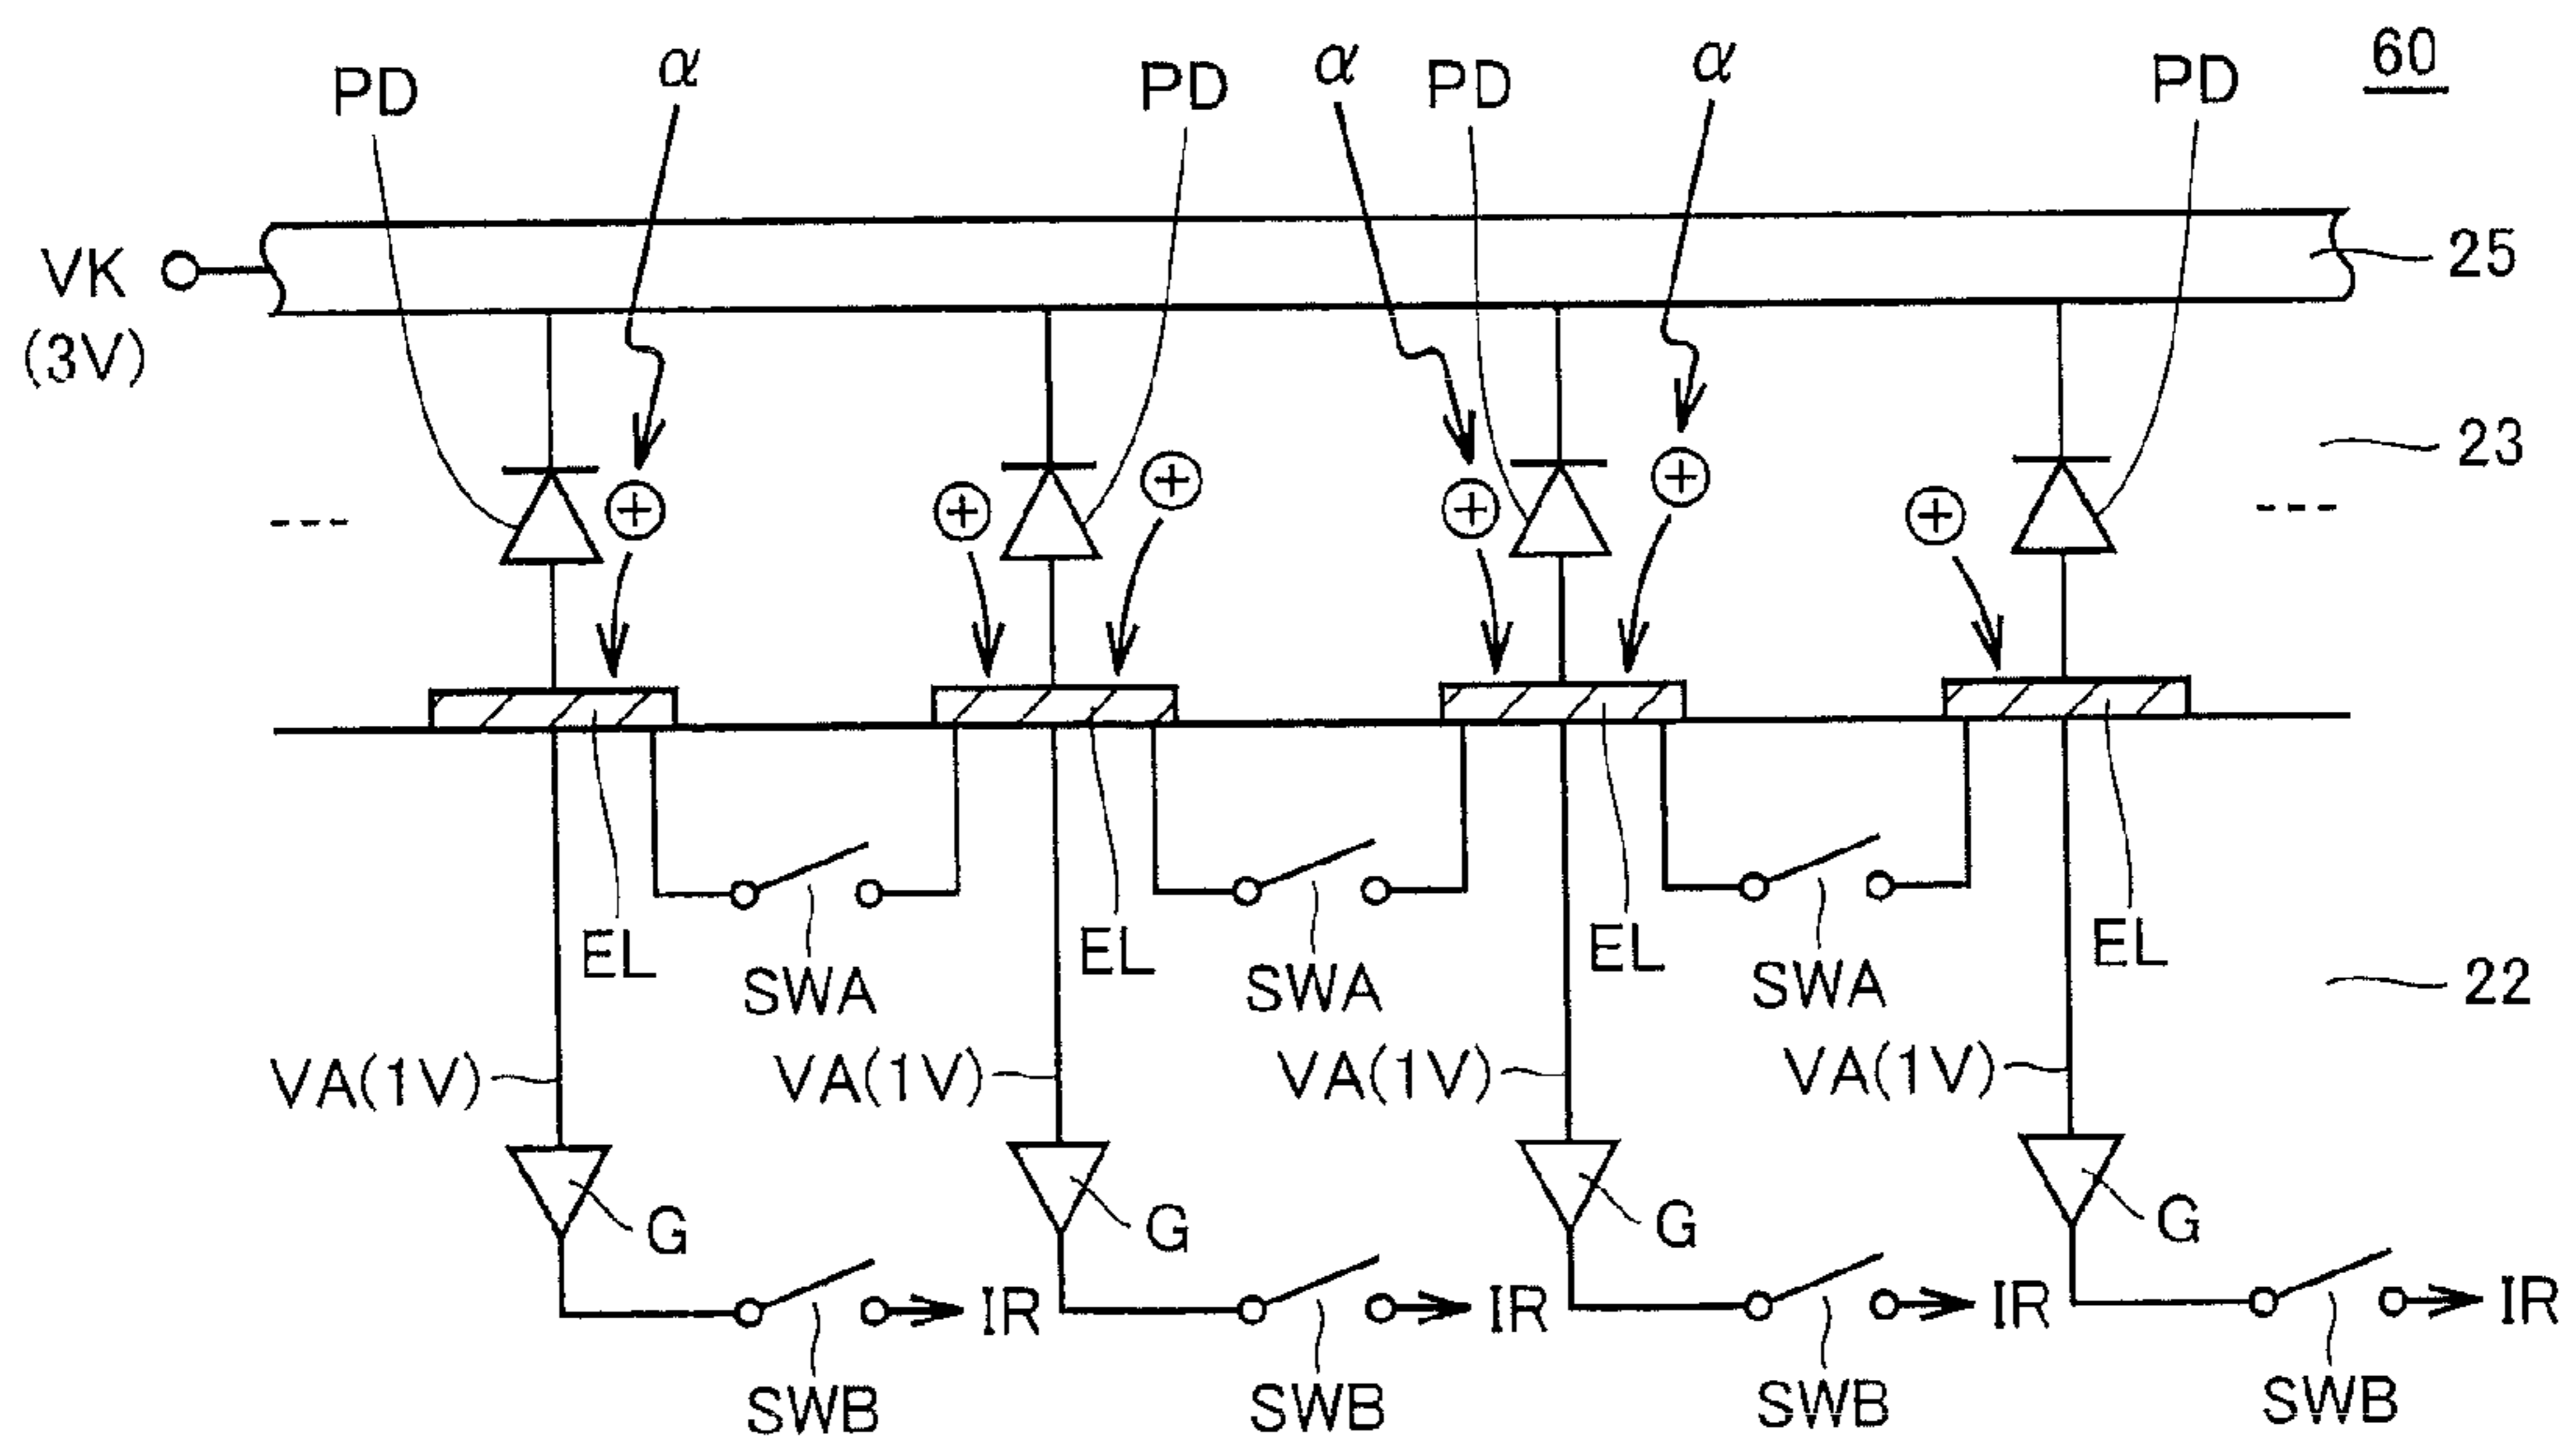 60
PD
α
PD
α
PD
α
PD
VK
(3V)
25
23
EL
SWA
EL
SWA
EL
SWA
EL
22
VA(1V)
VA(1V)
VA(1V)
VA(1V)
G
G
G
G
IR
IR
IR
IR
SWB
SWB
SWB
SWB